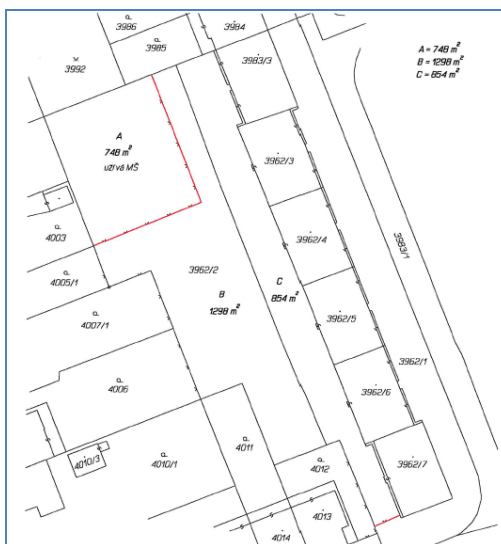 ρ
3986
ρ
3985
3984
ĸ
3992
3983/3
A = 748 m²
B = 1298 m²
C = 854 m²
A
748 m²
užívá MŠ
3962/3
4003
3962/4
3983/1
3962/2
ρ
4005/1
C
854 m²
B
1298 m²
ρ
4007/1
3962/5
3962/1
ρ
4006
3962/6
ρ
4011
ρ
4012
ρ
4010/1
4010/3
3962/7
4013
4014